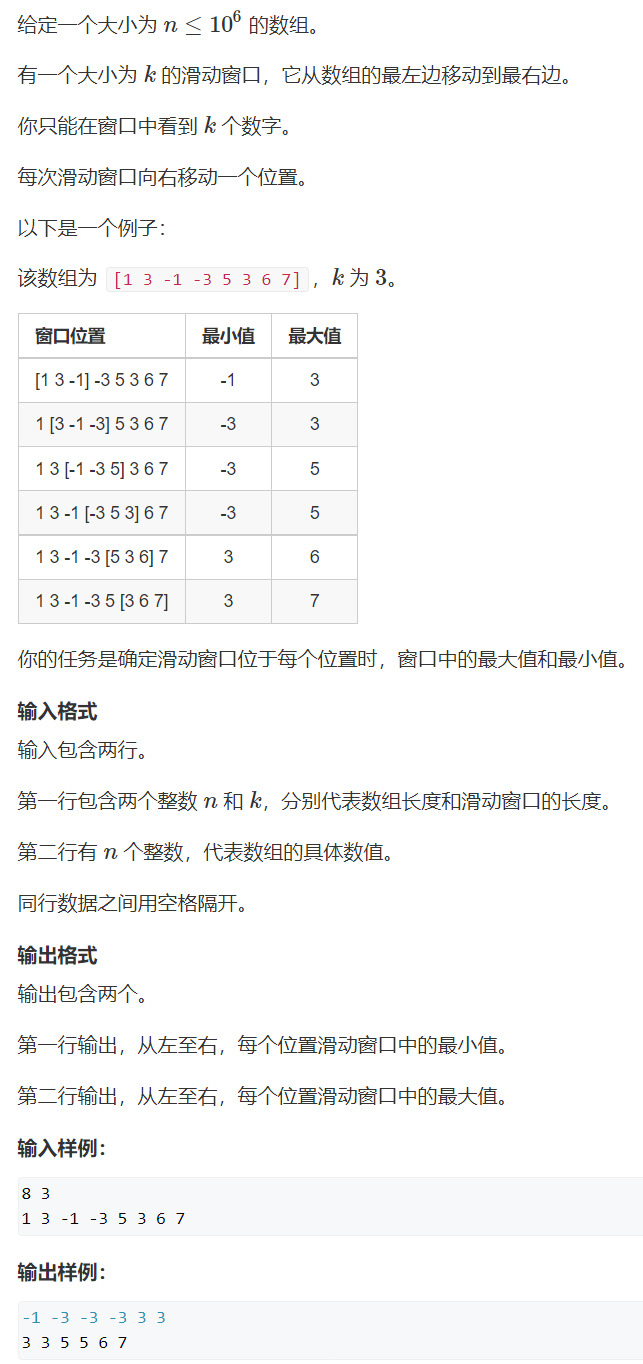 给定一个大小为 n ≤ 10⁶ 的数组。
有一个大小为 k 的滑动窗口，它从数组的最左边移动到最右边。
你只能在窗口中看到 k 个数字。
每次滑动窗口向右移动一个位置。
以下是一个例子：
该数组为 [1 3 -1 -3 5 3 6 7]，k 为 3。
窗口位置 最小值 最大值
[1 3 -1] -3 5 3 6 7 -1 3
1 [3 -1 -3] 5 3 6 7 -3 3
1 3 [-1 -3 5] 3 6 7 -3 5
1 3 -1 [-3 5 3] 6 7 -3 5
1 3 -1 -3 [5 3 6] 7 3 6
1 3 -1 -3 5 [3 6 7] 3 7
你的任务是确定滑动窗口位于每个位置时，窗口中的最大值和最小值。
输入格式
输入包含两行。
第一行包含两个整数 n 和 k，分别代表数组长度和滑动窗口的长度。
第二行有 n 个整数，代表数组的具体数值。
同行数据之间用空格隔开。
输出格式
输出包含两个。
第一行输出，从左至右，每个位置滑动窗口中的最小值。
第二行输出，从左至右，每个位置滑动窗口中的最大值。
输入样例：
8 3
1 3 -1 -3 5 3 6 7
输出样例：
-1 -3 -3 -3 3 3
3 3 5 5 6 7